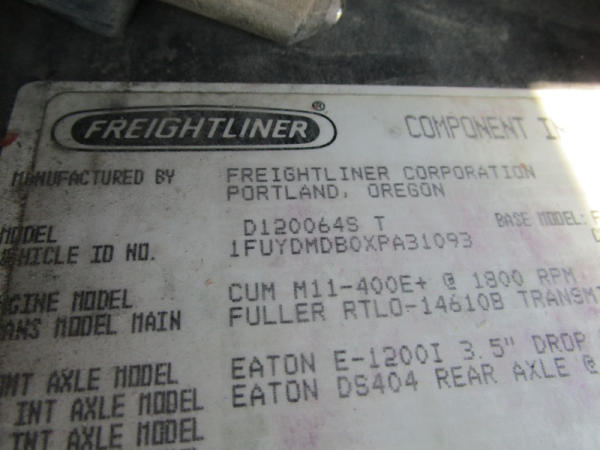 FREIGHTLINER ®
COMPONENT
MANUFACTURED BY FREIGHTLINER CORPORATION
PORTLAND, OREGON
MODEL D120064S T BASE MODEL:
VEHICLE ID NO. 1FUYDMDB0XPA31093
ENGINE MODEL CUM M11-400E+ @ 1800 RPM
TRANS MODEL MAIN FULLER RTLO-14610B TRANSMI
FRONT AXLE MODEL EATON E-1200I 3.5" DROP
INT AXLE MODEL EATON DS404 REAR AXLE @
INT AXLE MODEL